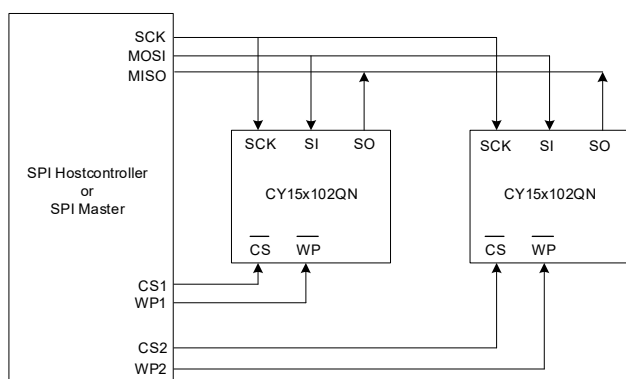 SCK
MOSI
MISO
SCK SI SO
SCK SI SO
SPI Hostcontroller
or
SPI Master
CY15x102QN
CY15x102QN
CS WP
CS WP
CS1
WP1
CS2
WP2